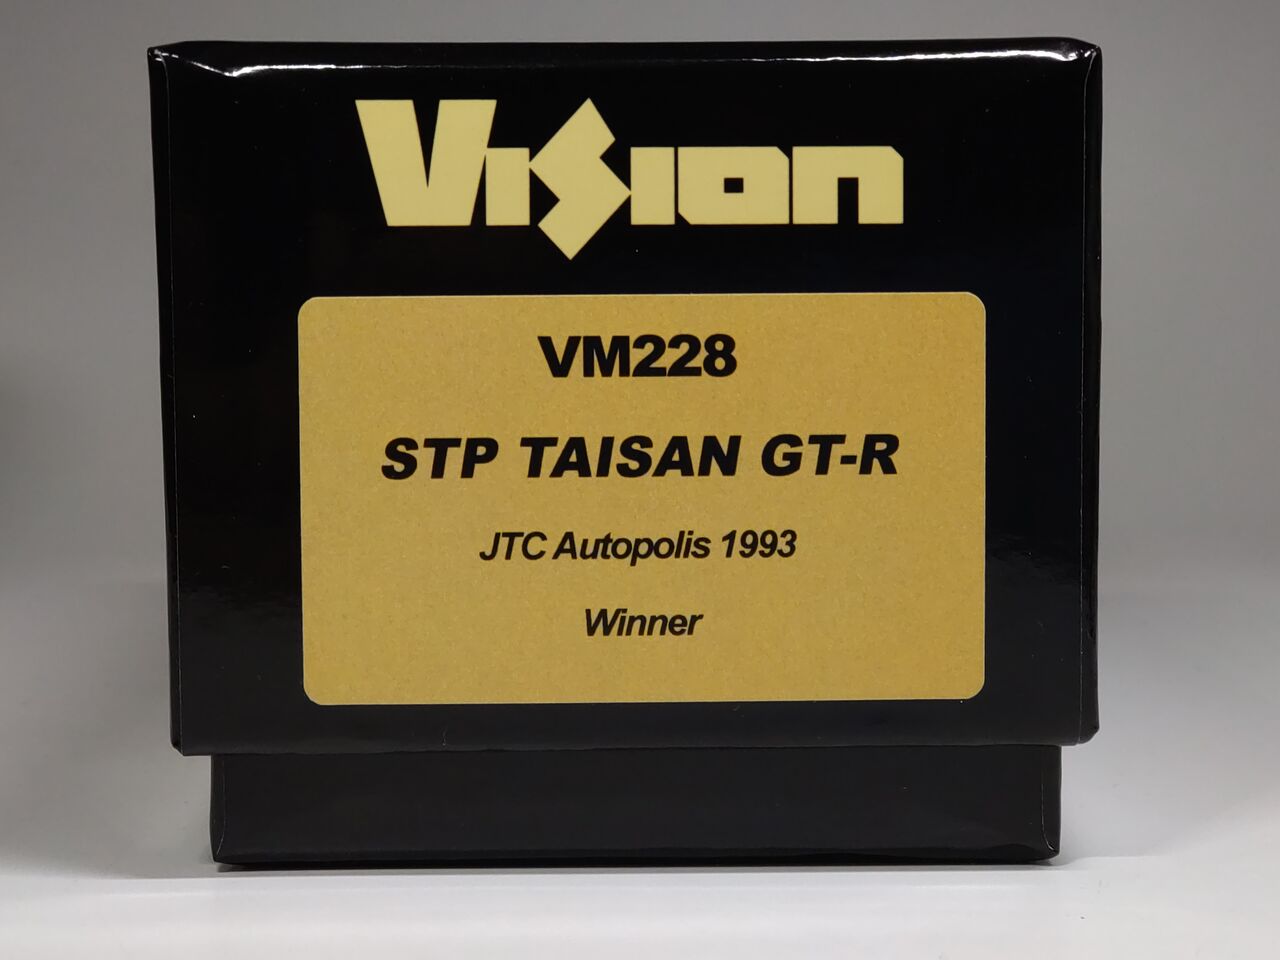 Vision
VM228
STP TAISAN GT-R
JTC Autopolis 1993
Winner